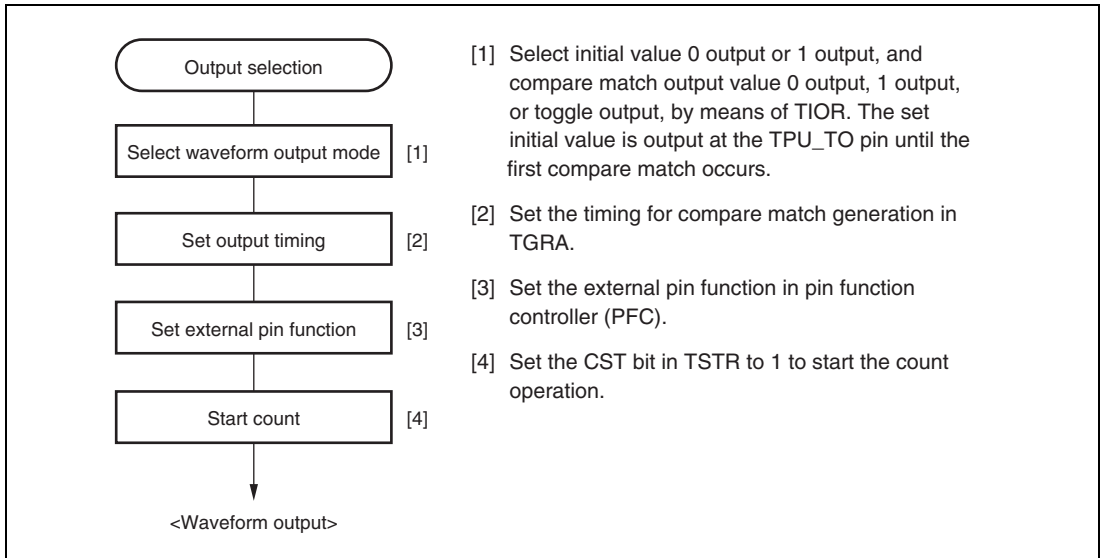 Output selection
Select waveform output mode [1]
Set output timing [2]
Set external pin function [3]
Start count [4]
<Waveform output>
[1] Select initial value 0 output or 1 output, and
compare match output value 0 output, 1 output,
or toggle output, by means of TIOR. The set
initial value is output at the TPU_TO pin until the
first compare match occurs.
[2] Set the timing for compare match generation in
TGRA.
[3] Set the external pin function in pin function
controller (PFC).
[4] Set the CST bit in TSTR to 1 to start the count
operation.